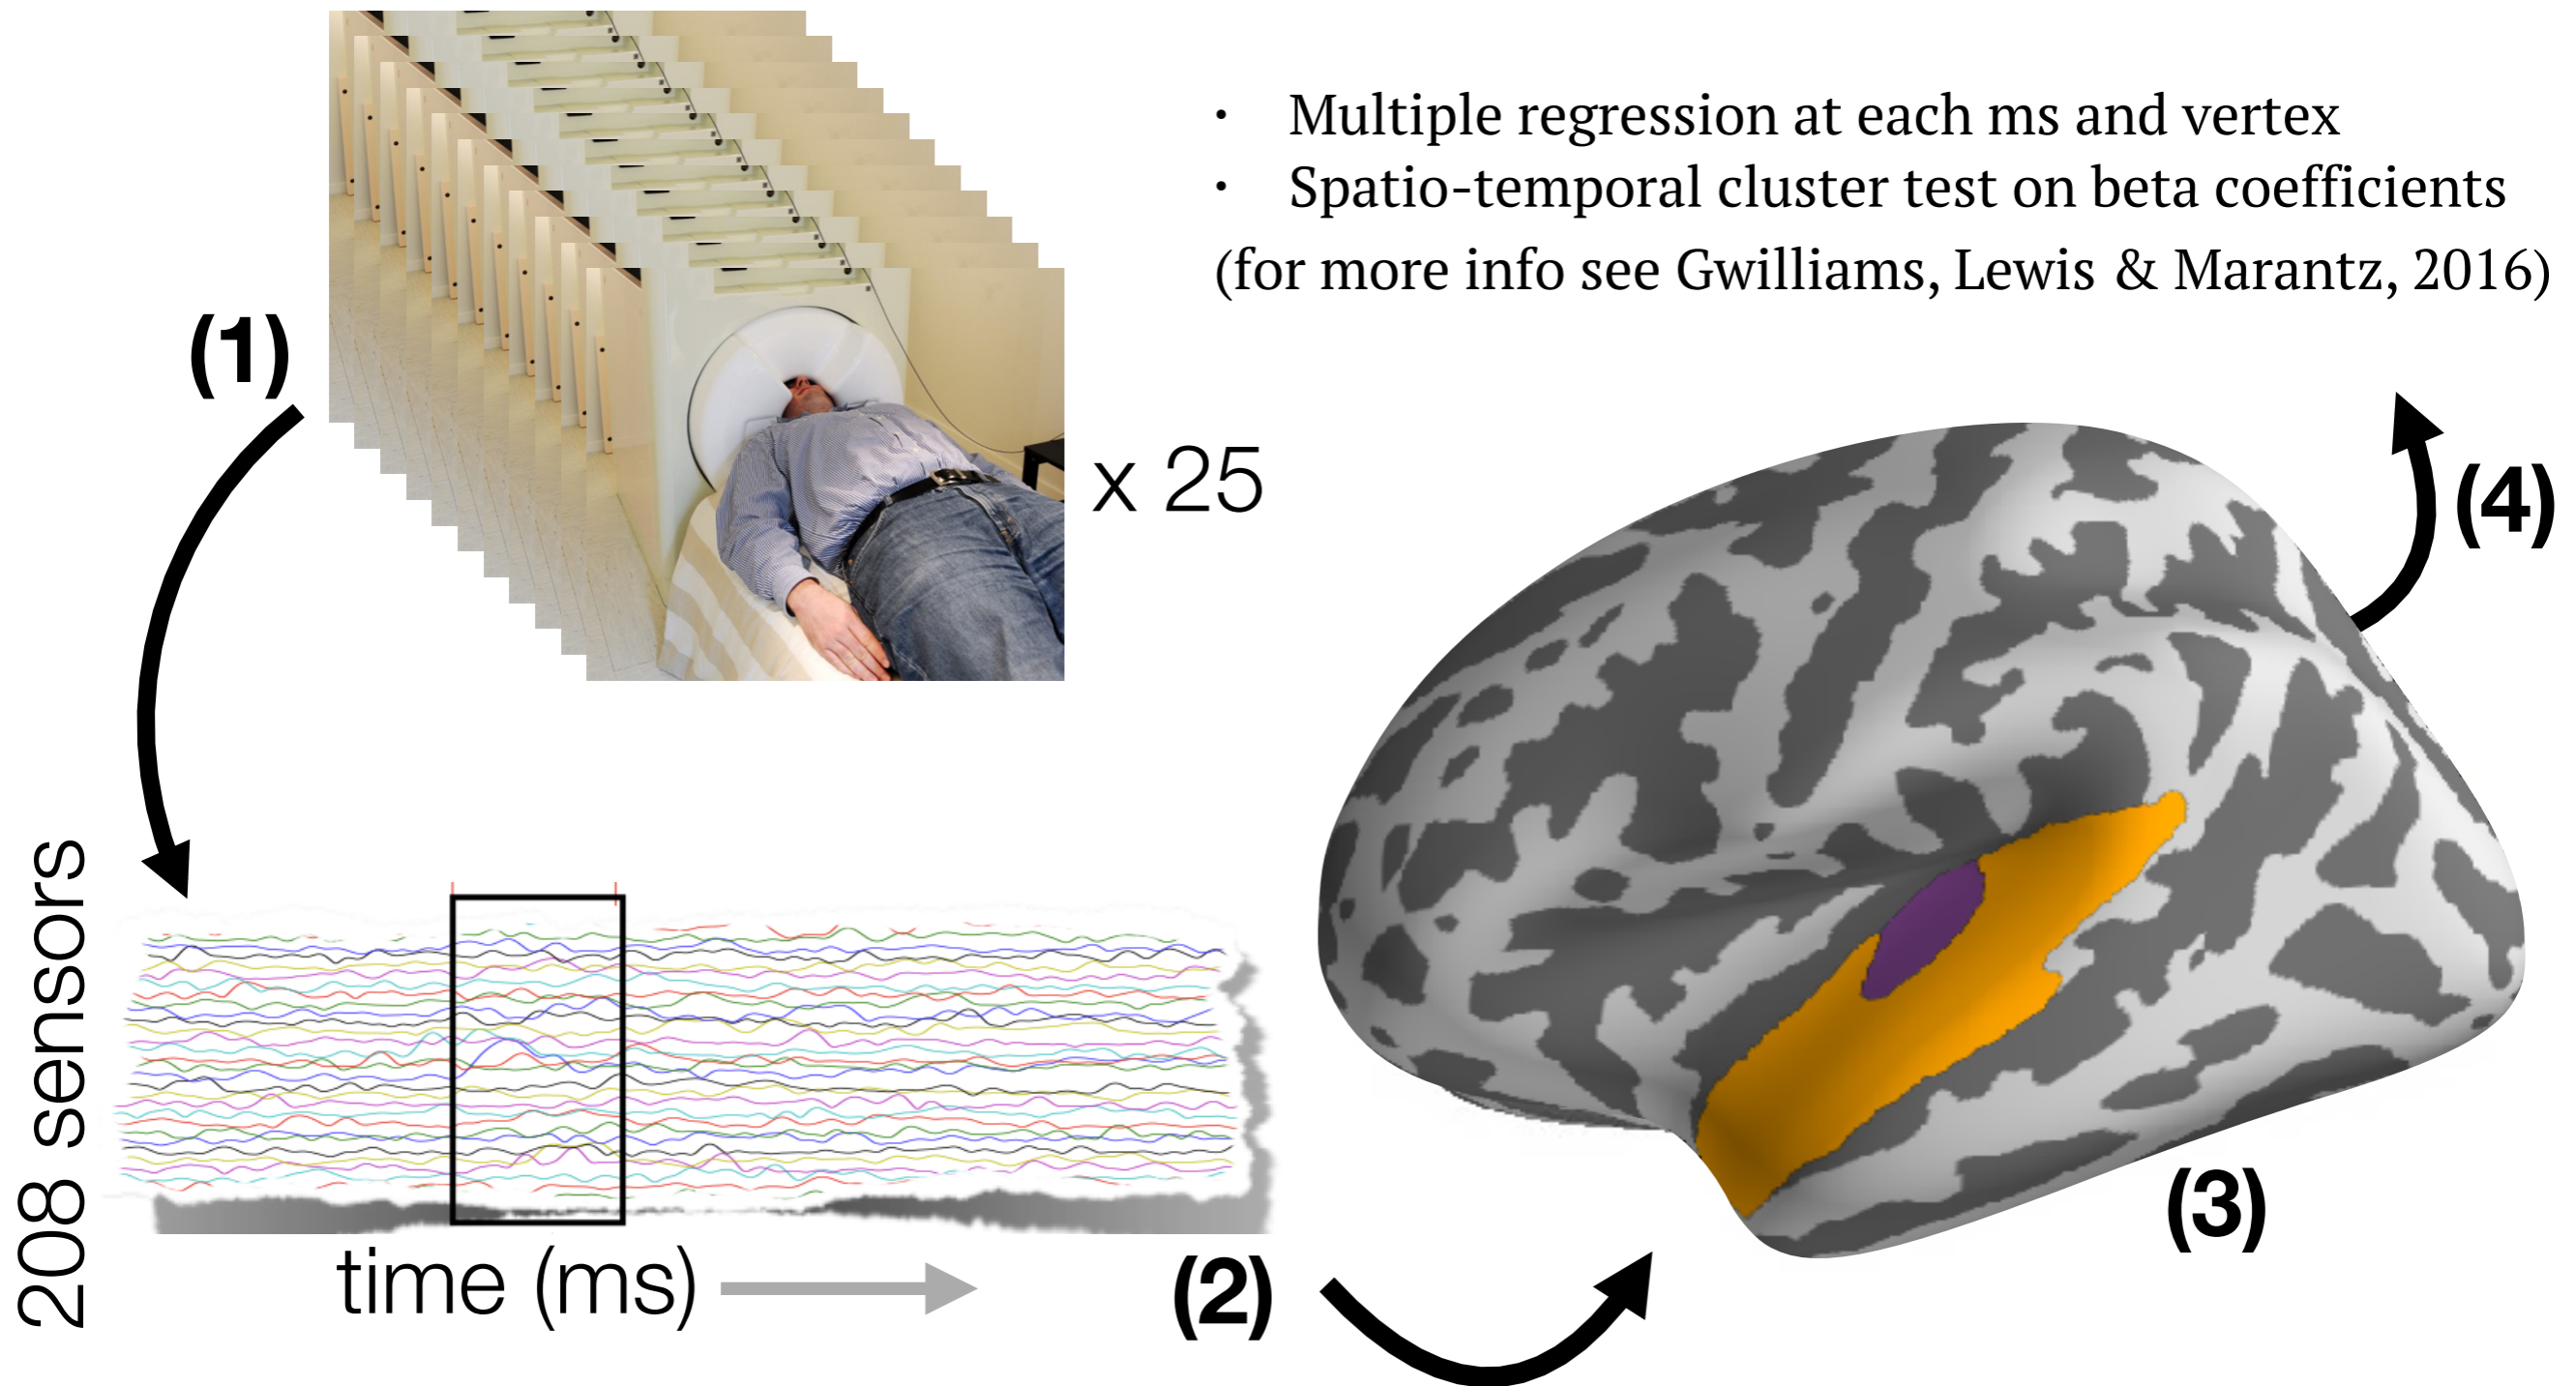 • Multiple regression at each ms and vertex
• Spatio-temporal cluster test on beta coefficients
(for more info see Gwilliams, Lewis & Marantz, 2016)
(1)
x 25
(4)
208 sensors
time (ms)
(2)
(3)